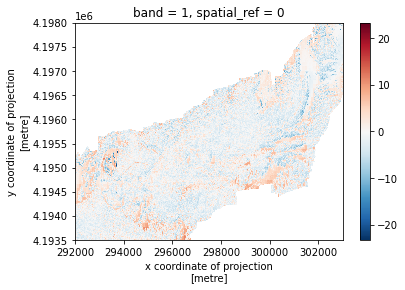 band = 1, spatial_ref = 0
1e6
4.1980
4.1975
4.1970
4.1965
4.1960
4.1955
4.1950
4.1945
4.1940
4.1935
y coordinate of projection
[metre]
292000 294000 296000 298000 300000 302000
x coordinate of projection
[metre]
20
10
0
−10
−20